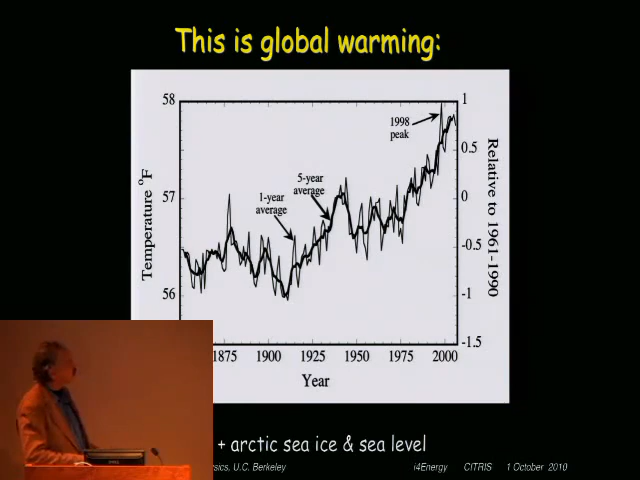 This is global warming:
58
57
56
Temperature °F
1
0.5
0
-0.5
-1
-1.5
Relative to 1961-1990
1998
peak
5-year
average
1-year
average
1875 1900 1925 1950 1975 2000
Year
+ arctic sea ice & sea level
U.C. Berkeley i4Energy CITRIS 1 October 2010